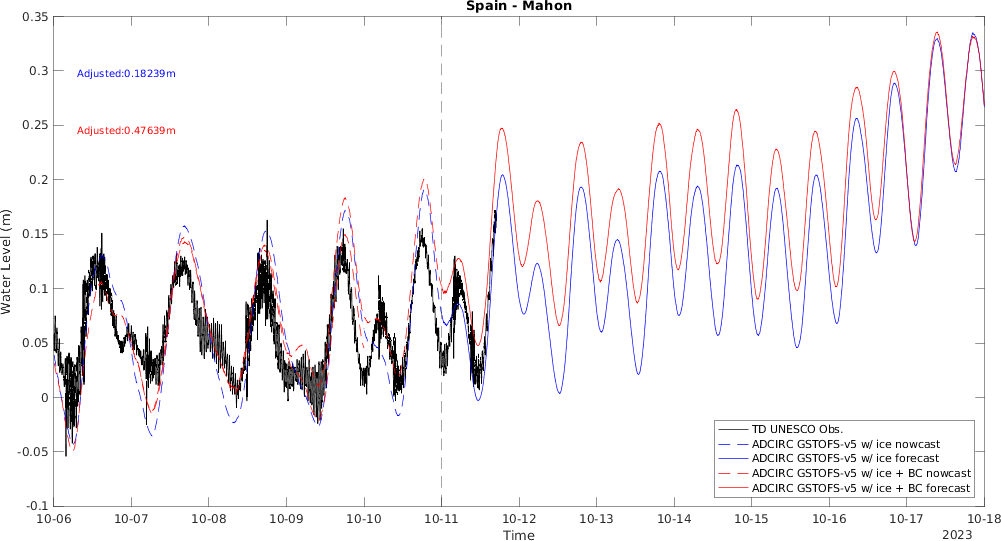 Spain - Mahon
0.35
0.3
0.25
0.2
0.15
0.1
0.05
0
-0.05
-0.1
Water Level (m)
Adjusted:0.18239m
Adjusted:0.47639m
TD UNESCO Obs.
ADCIRC GSTOFS-v5 w/ ice nowcast
ADCIRC GSTOFS-v5 w/ ice forecast
ADCIRC GSTOFS-v5 w/ ice + BC nowcast
ADCIRC GSTOFS-v5 w/ ice + BC forecast
10-06 10-07 10-08 10-09 10-10 10-11 10-12 10-13 10-14 10-15 10-16 10-17 10-18
Time
2023